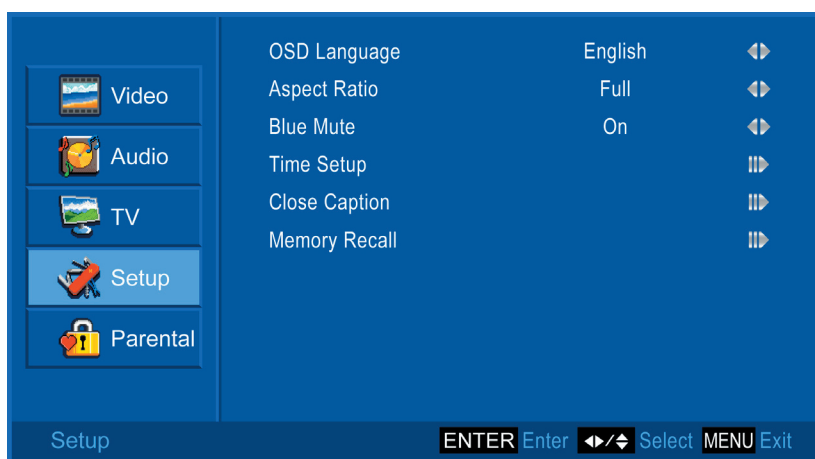 Video
Audio
TV
Setup
Parental
OSD Language English
Aspect Ratio Full
Blue Mute On
Time Setup
Close Caption
Memory Recall
Setup ENTER Enter / Select MENU Exit